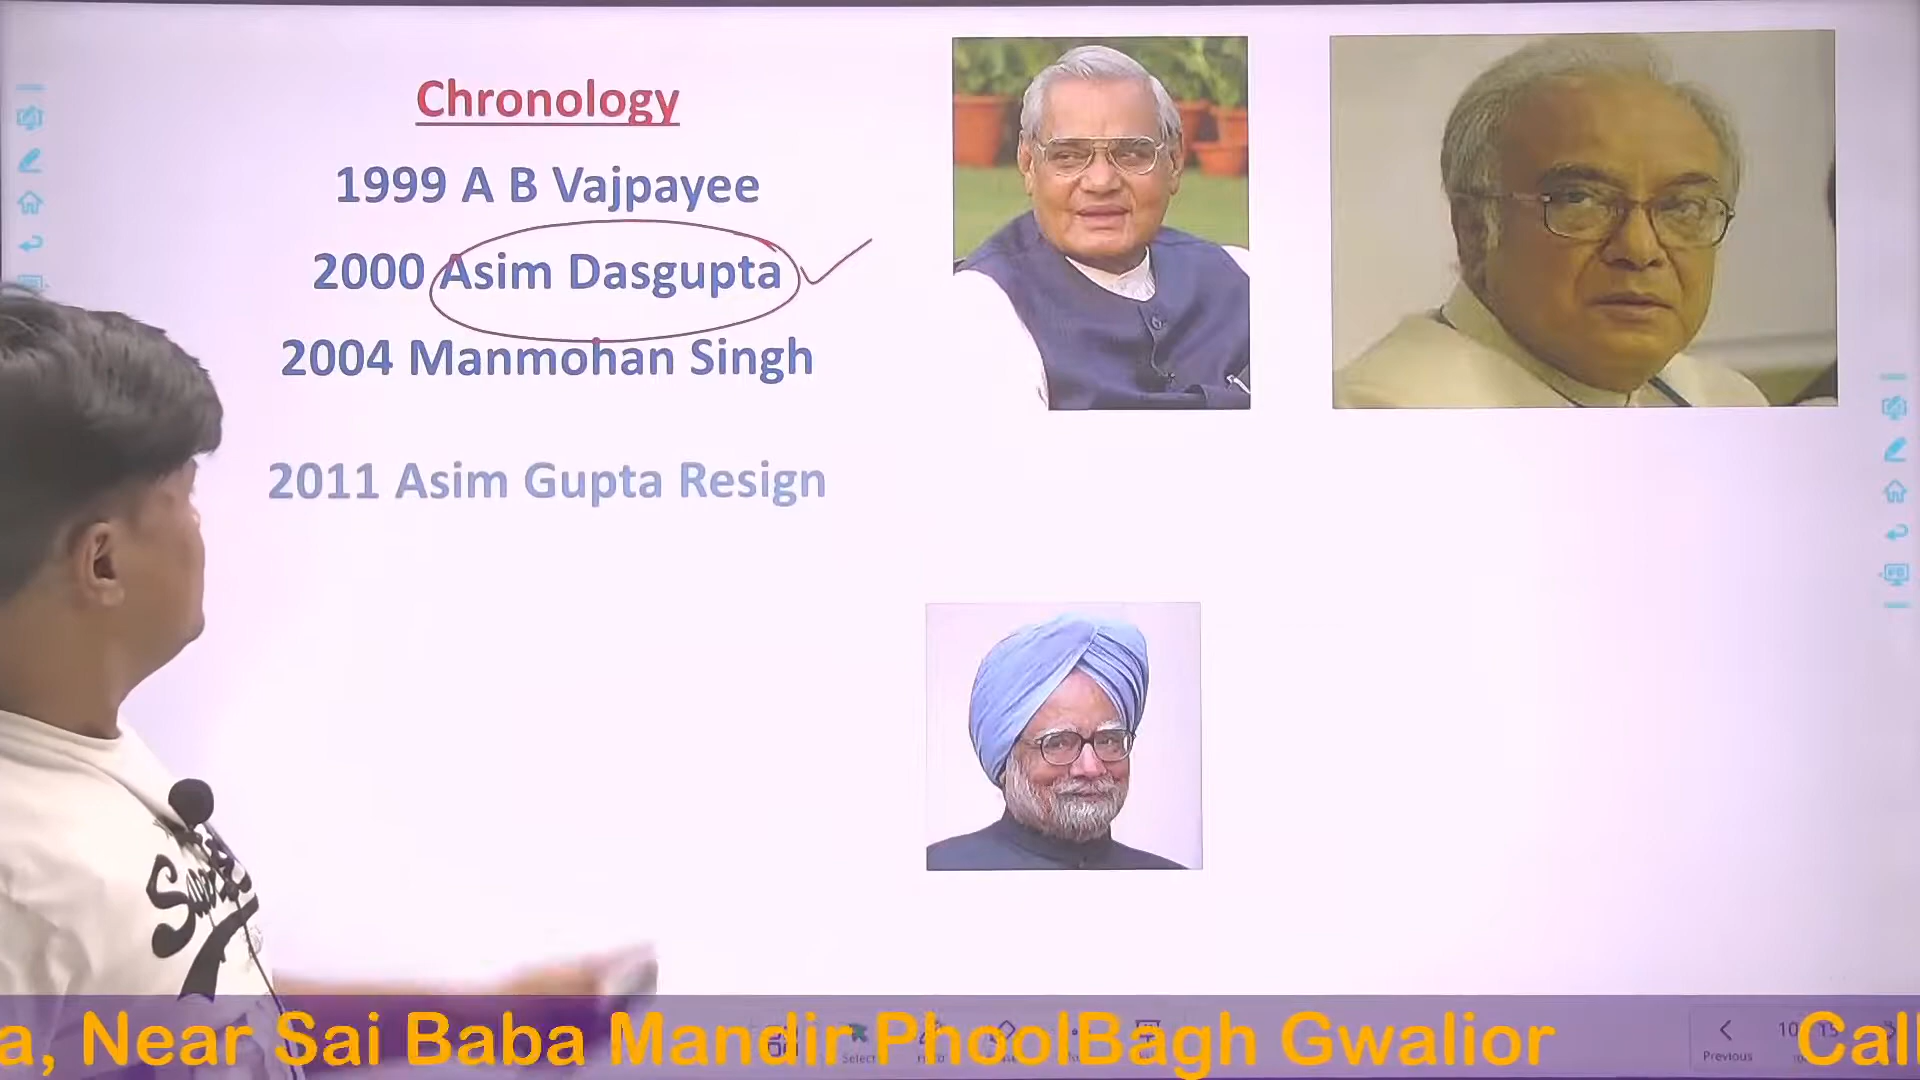 Chronology
1999 A B Vajpayee
2000 Asim Dasgupta
2004 Manmohan Singh
2011 Asim Gupta Resign
a, Near Sai Baba Mandir PhoolBagh Gwalior
Call
Select
Previous